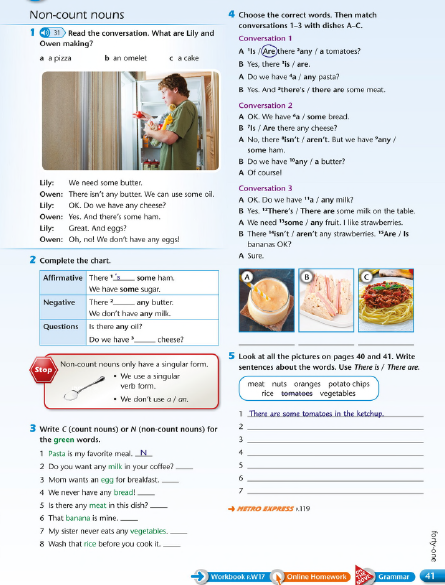 Non-count nouns
1 31 Read the conversation. What are Lily and
Owen making?
a a pizza b an omelet c a cake
Lily: We need some butter.
Owen: There isn't any butter. We can use some oil.
Lily: OK. Do we have any cheese?
Owen: Yes. And there's some ham.
Lily: Great. And eggs?
Owen: Oh, no! We don't have any eggs!
2 Complete the chart.
Affirmative There ¹ 's some ham.
We have some sugar.
Negative There ²____ any butter.
We don't have any milk.
Questions Is there any oil?
Do we have ³____ cheese?
Stop
Non-count nouns only have a singular form.
• We use a singular
verb form.
• We don't use a / an.
3 Write C (count nouns) or N (non-count nouns) for
the green words.
1 Pasta is my favorite meal. N
2 Do you want any milk in your coffee? ____
3 Mom wants an egg for breakfast. ____
4 We never have any bread! ____
5 Is there any meat in this dish? ____
6 That banana is mine. ____
7 My sister never eats any vegetables. ____
8 Wash that rice before you cook it. ____
4 Choose the correct words. Then match
conversations 1–3 with dishes A–C.
Conversation 1
A ¹Is / Are there ²any / a tomatoes?
B Yes, there ³is / are.
A Do we have ⁴a / any pasta?
B Yes. And ⁵there's / there are some meat.
Conversation 2
A OK. We have ⁶a / some bread.
B ⁷Is / Are there any cheese?
A No, there ⁸isn't / aren't. But we have ⁹any /
some ham.
B Do we have ¹⁰any / a butter?
A Of course!
Conversation 3
A OK. Do we have ¹¹a / any milk?
B Yes. ¹²There's / There are some milk on the table.
A We need ¹³some / any fruit. I like strawberries.
B There ¹⁴isn't / aren't any strawberries. ¹⁵Are / Is
bananas OK?
A Sure.
A B C
5 Look at all the pictures on pages 40 and 41. Write
sentences about the words. Use There is / There are.
meat nuts oranges potato chips
rice tomatoes vegetables
1 There are some tomatoes in the ketchup.
2
3
4
5
6
7
METRO EXPRESS P.119
forty-one
Workbook P.W17 Online Homework ON THE MOVE Grammar 41